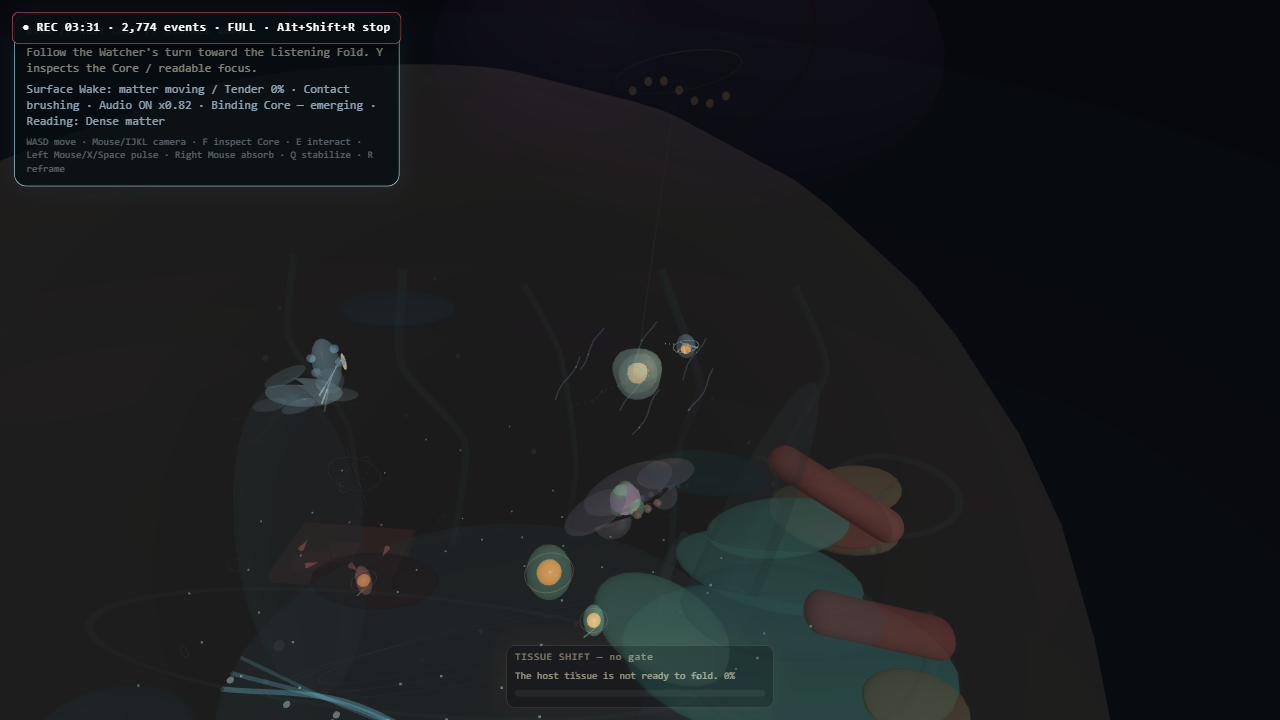 ● REC 03:31 · 2,774 events · FULL · Alt+Shift+R stop
Follow the Watcher's turn toward the Listening Fold. Y
inspects the Core / readable focus.
Surface Wake: matter moving / Tender 0% · Contact
brushing · Audio ON x0.82 · Binding Core — emerging ·
Reading: Dense matter
WASD move · Mouse/IJKL camera · F inspect Core · E interact ·
Left Mouse/X/Space pulse · Right Mouse absorb · Q stabilize · R
reframe
TISSUE SHIFT — no gate
The host tissue is not ready to fold. 0%